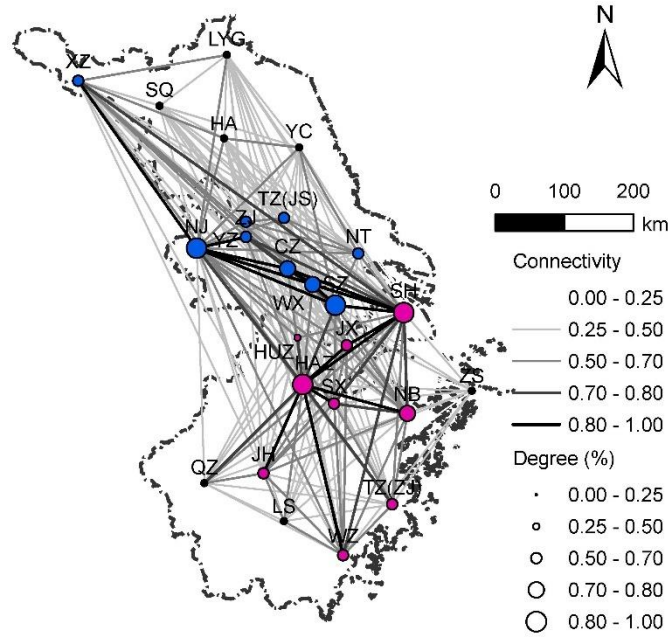 N
LYG
XZ
SQ
HA
YC
0 100 200
km
TZ(JS)
ZJ
NJ
YZ
NT
CZ
Connectivity
SZ
SH
WX
0.00 - 0.25
JX
0.25 - 0.50
HUZ
0.50 - 0.70
HAZ
ZS
0.70 - 0.80
SX
NB
0.80 - 1.00
Degree (%)
JH
QZ
TZ(ZJ)
0.00 - 0.25
LS
0.25 - 0.50
WZ
0.50 - 0.70
0.70 - 0.80
0.80 - 1.00